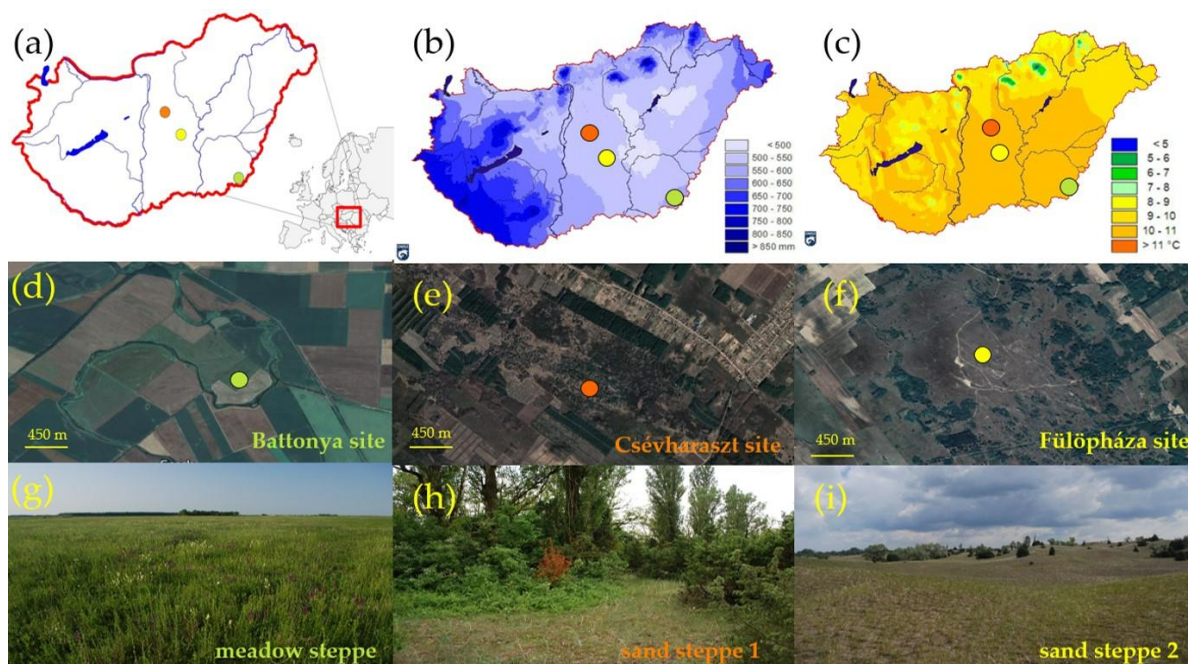 (a)
(b)
< 500
500 - 550
550 - 600
600 - 650
650 - 700
700 - 750
750 - 800
800 - 850
> 850 mm
(c)
< 5
5 - 6
6 - 7
7 - 8
8 - 9
9 - 10
10 - 11
> 11 °C
(d)
450 m
Battonya site
(e)
450 m
Csévharaszt site
(f)
450 m
Fülöpháza site
(g)
meadow steppe
(h)
sand steppe 1
(i)
sand steppe 2